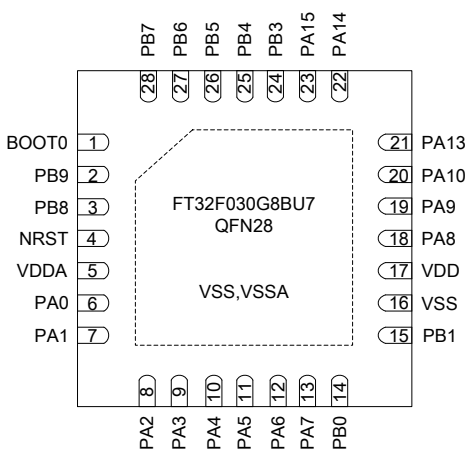 PB7 PB6 PB5 PB4 PB3 PA15 PA14
28 27 26 25 24 23 22
BOOT0 1
PB9 2
PB8 3
NRST 4
VDDA 5
PA0 6
PA1 7
FT32F030G8BU7
QFN28
VSS,VSSA
21 PA13
20 PA10
19 PA9
18 PA8
17 VDD
16 VSS
15 PB1
8 9 10 11 12 13 14
PA2 PA3 PA4 PA5 PA6 PA7 PB0